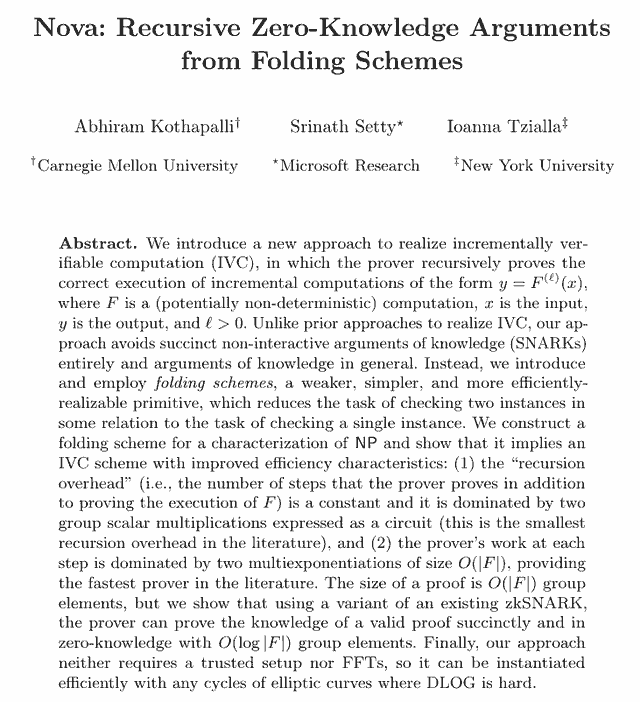 Nova: Recursive Zero-Knowledge Arguments
from Folding Schemes
Abhiram Kothapalli† Srinath Setty⋆ Ioanna Tzialla‡
†Carnegie Mellon University ⋆Microsoft Research ‡New York University
Abstract. We introduce a new approach to realize incrementally ver-
ifiable computation (IVC), in which the prover recursively proves the
correct execution of incremental computations of the form y = F^(ℓ)(x),
where F is a (potentially non-deterministic) computation, x is the input,
y is the output, and ℓ > 0. Unlike prior approaches to realize IVC, our ap-
proach avoids succinct non-interactive arguments of knowledge (SNARKs)
entirely and arguments of knowledge in general. Instead, we introduce
and employ folding schemes, a weaker, simpler, and more efficiently-
realizable primitive, which reduces the task of checking two instances in
some relation to the task of checking a single instance. We construct a
folding scheme for a characterization of NP and show that it implies an
IVC scheme with improved efficiency characteristics: (1) the “recursion
overhead” (i.e., the number of steps that the prover proves in addition
to proving the execution of F) is a constant and it is dominated by two
group scalar multiplications expressed as a circuit (this is the smallest
recursion overhead in the literature), and (2) the prover’s work at each
step is dominated by two multiexponentiations of size O(|F|), providing
the fastest prover in the literature. The size of a proof is O(|F|) group
elements, but we show that using a variant of an existing zkSNARK,
the prover can prove the knowledge of a valid proof succinctly and in
zero-knowledge with O(log |F|) group elements. Finally, our approach
neither requires a trusted setup nor FFTs, so it can be instantiated
efficiently with any cycles of elliptic curves where DLOG is hard.